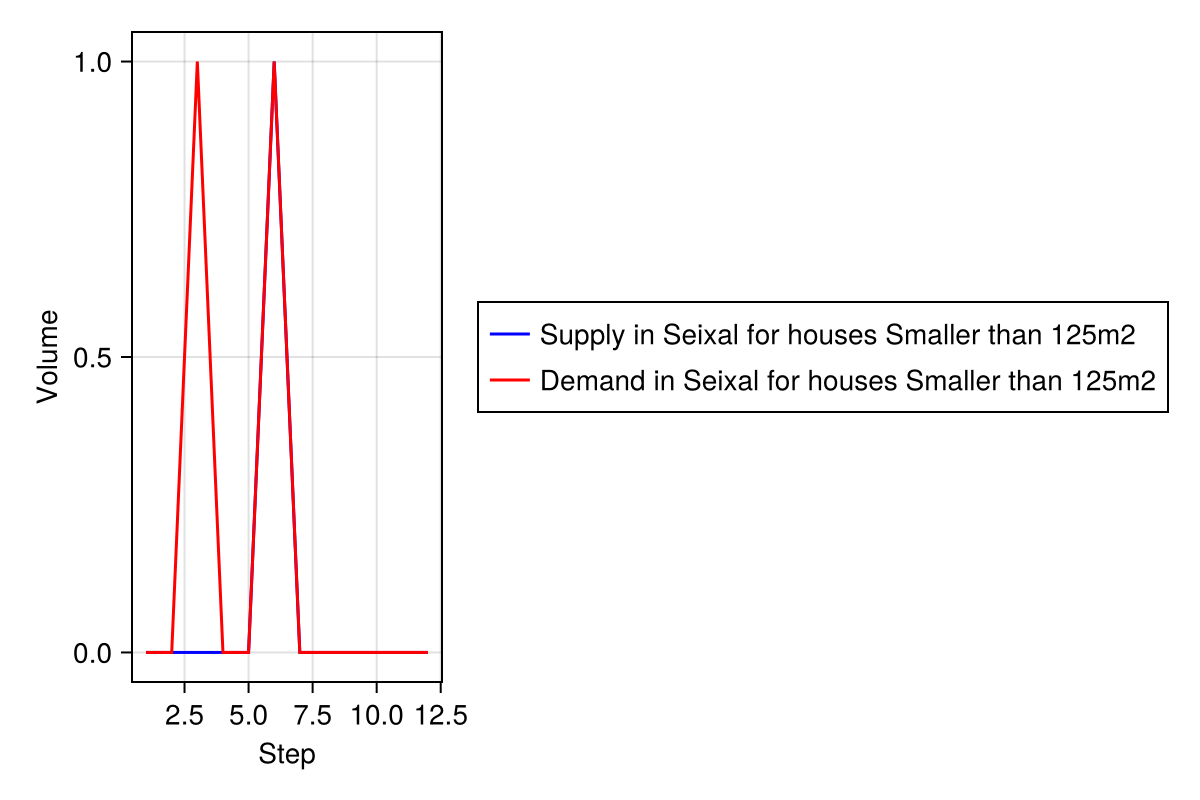 1.0
0.5
0.0
Volume
2.5 5.0 7.5 10.0 12.5
Step
Supply in Seixal for houses Smaller than 125m2
Demand in Seixal for houses Smaller than 125m2